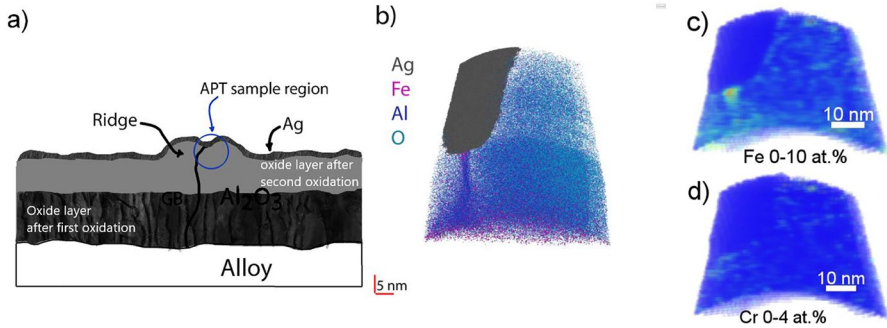 a)
APT sample region
Ridge
Ag
oxide layer after
second oxidation
GB
Al2O3
Oxide layer
after first oxidation
Alloy
5 nm
b)
Ag
Fe
Al
O
c)
10 nm
Fe 0-10 at.%
d)
10 nm
Cr 0-4 at.%